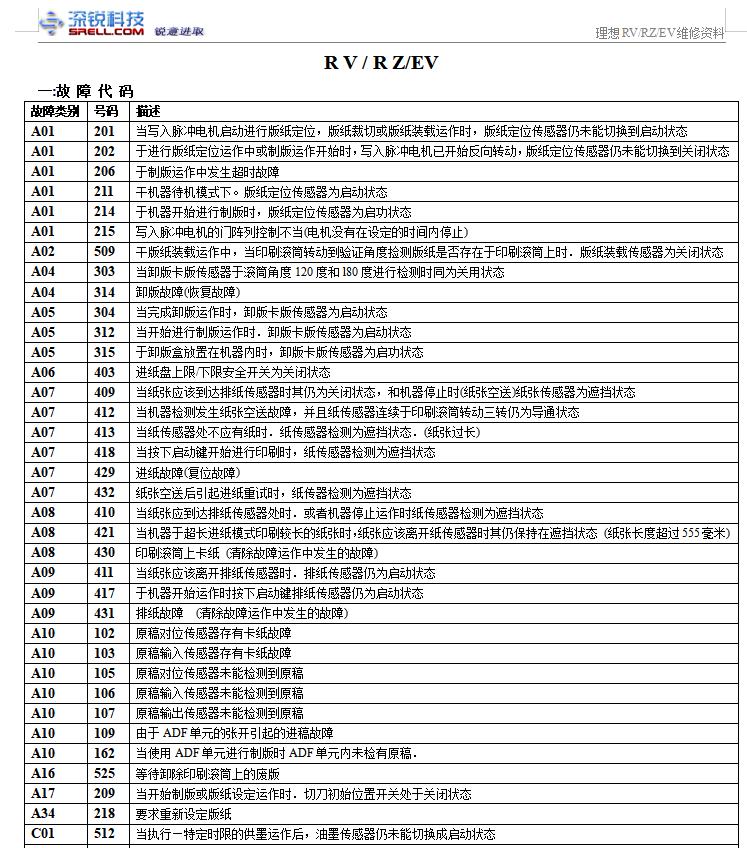 深锐科技
SRELL.COM 锐意进取
理想 RV/RZ/EV维修资料
R V / R Z/EV
一:故 障 代 码
故障类别 号码 描述
A01 201 当写入脉冲电机启动进行版纸定位，版纸裁切或版纸装载运作时，版纸定位传感器仍未能切换到启动状态
A01 202 于进行版纸定位运作中或制版运作开始时，写入脉冲电机已开始反向转动，版纸定位传感器仍未能切换到关闭状态
A01 206 于制版运作中发生超时故障
A01 211 干机器待机模式下。版纸定位传感器为启动状态
A01 214 于机器开始进行制版时，版纸定位传感器为启功状态
A01 215 写入脉冲电机的门阵列控制不当(电机没有在设定的时间内停止)
A02 509 干版纸装载运作中，当印刷滚筒转动到验证角度检测版纸是否存在于印刷滚筒上时．版纸装载传感器为关闭状态
A04 303 当卸版卡版传感器于滚筒角度 120 度和 l80 度进行检测时同为关用状态
A04 314 卸版故障(恢复故障)
A05 304 当完成卸版运作时，卸版卡版传感器为启动状态
A05 312 当开始进行制版运作时．卸版卡版传感器为启动状态
A05 315 于卸版盒放置在机器内时，卸版卡版传感器为启功状态
A06 403 进纸盘上限/下限安全开关为关闭状态
A07 409 当纸张应该到达排纸传感器时其仍为关闭状态，和机器停止时(纸张空送)纸张传感器为遮挡状态
A07 412 当机器检测发生纸张空送故障，并且纸传感器连续于印刷滚筒转动三转仍为导通状态
A07 413 当纸传感器处不应有纸时．纸传感器检测为遮挡状态．(纸张过长)
A07 418 当按下启动键开始进行印刷时，纸传感器检测为遮挡状态
A07 429 进纸故障(复位故障)
A07 432 纸张空送后引起进纸重试时，纸传器检测为遮挡状态
A08 410 当纸张应到达排纸传感器处时．或者机器停止运作时纸传感器检测为遮挡状态
A08 421 当机器于超长进纸模式印刷较长的纸张时，纸张应该离开纸传感器时其仍保持在遮挡状态 (纸张长度超过 555 毫米)
A08 430 印刷滚筒上卡纸 (清除故障运作中发生的故障)
A09 411 当纸张应该离开排纸传感器时．排纸传感器仍为启动状态
A09 417 于机器开始运作时按下启动键排纸传感器仍为启动状态
A09 431 排纸故障 (清除故障运作中发生的故障)
A10 102 原稿对位传感器存有卡纸故障
A10 103 原稿输入传感器存有卡纸故障
A10 105 原稿对位传感器未能检测到原稿
A10 106 原稿输入传感器未能检测到原稿
A10 107 原稿输出传感器未能检测到原稿
A10 109 由于 ADF 单元的张开引起的进稿故障
A10 162 当使用 ADF 单元进行制版时 ADF 单元内未检有原稿．
A16 525 等待卸除印刷滚筒上的废版
A17 209 当开始制版或版纸设定运作时．切刀初始位置开关处于关闭状态
A34 218 要求重新设定版纸
C01 512 当执行一特定时限的供墨运作后，油墨传感器仍未能切换成启动状态